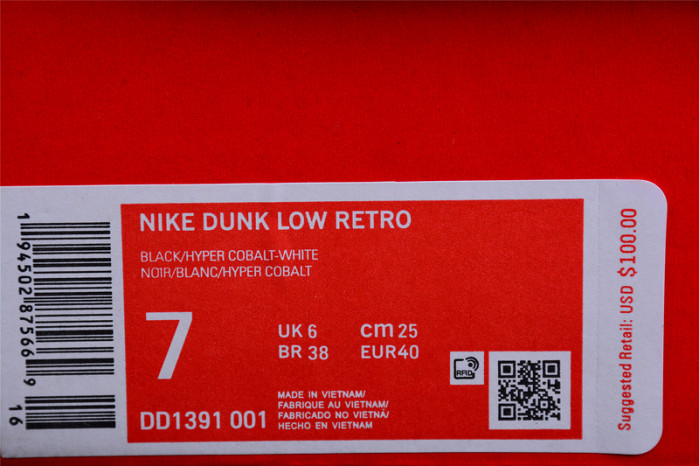 NIKE DUNK LOW RETRO
BLACK/HYPER COBALT-WHITE
NOIR/BLANC/HYPER COBALT
7
UK 6 cm 25
BR 38 EUR40
RFID
DD1391 001
MADE IN VIETNAM/
FABRIQUE AU VIETNAM/
FABRICADO NO VIETNÃ/
HECHO EN VIETNAM
1 94502 87566 9
16
Suggested Retail: USD $100.00